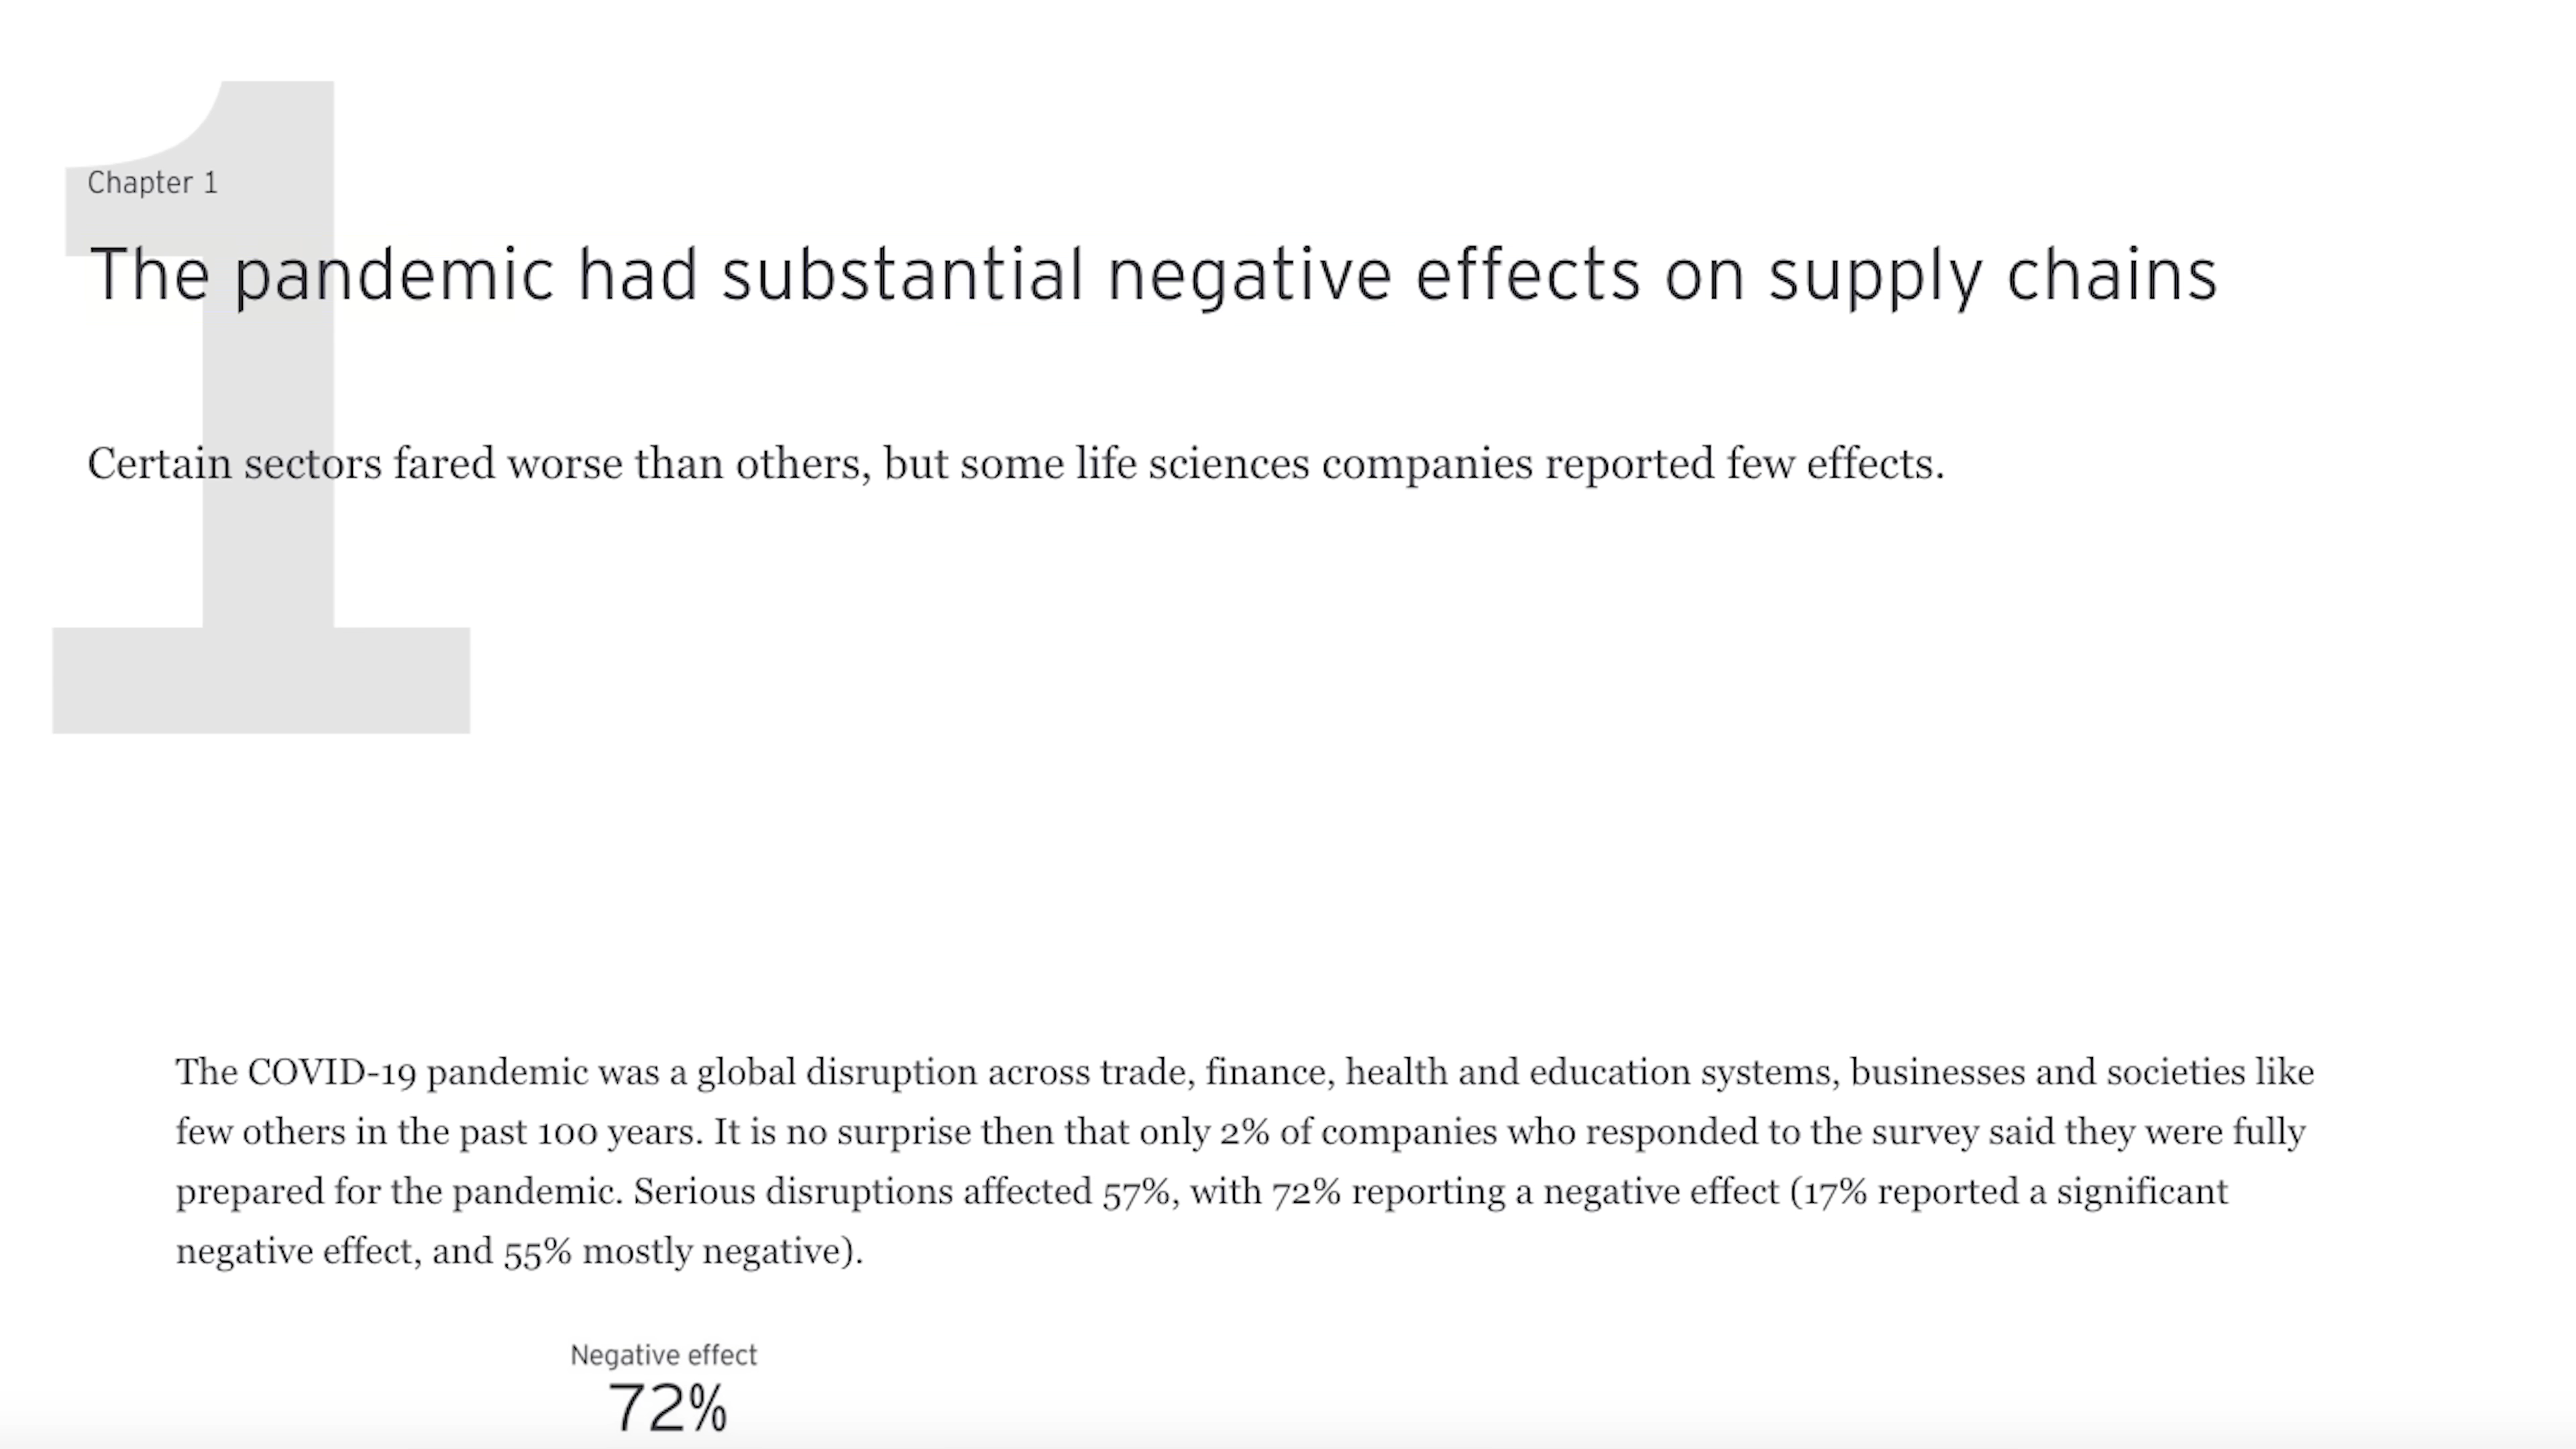 1
Chapter 1
The pandemic had substantial negative effects on supply chains
Certain sectors fared worse than others, but some life sciences companies reported few effects.
The COVID-19 pandemic was a global disruption across trade, finance, health and education systems, businesses and societies like
few others in the past 100 years. It is no surprise then that only 2% of companies who responded to the survey said they were fully
prepared for the pandemic. Serious disruptions affected 57%, with 72% reporting a negative effect (17% reported a significant
negative effect, and 55% mostly negative).
Negative effect
72%